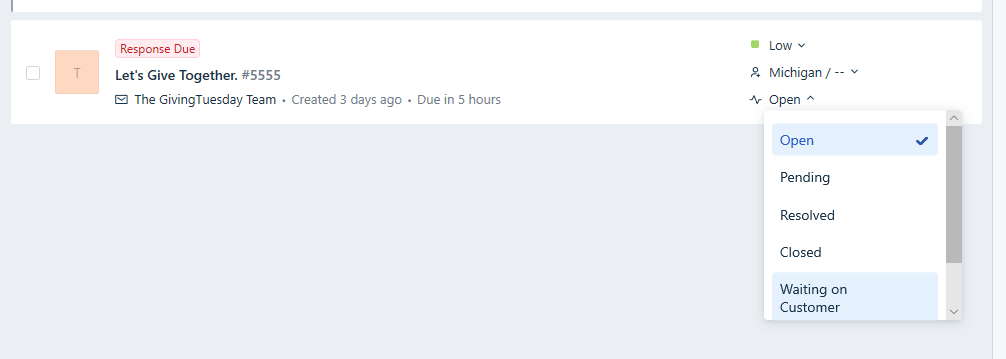 Response Due
T
Let's Give Together. #5555
The GivingTuesday Team • Created 3 days ago • Due in 5 hours
Low
Michigan / --
Open
Open
Pending
Resolved
Closed
Waiting on
Customer